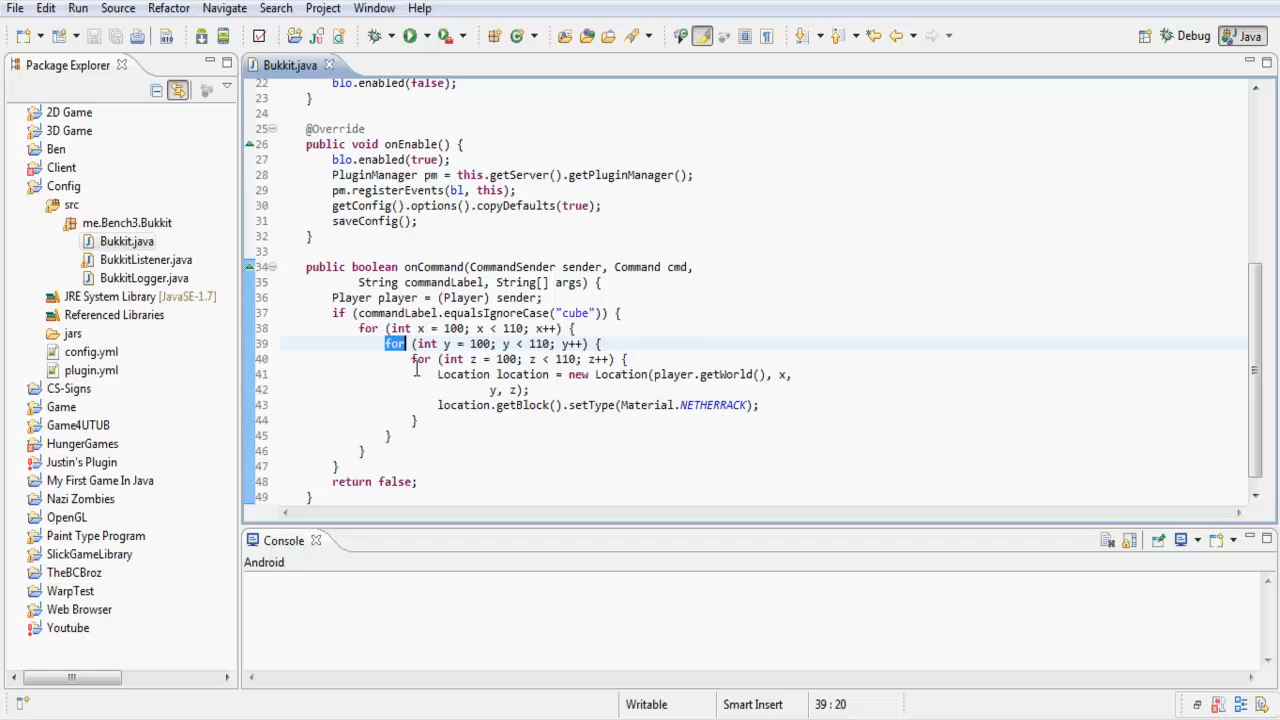 File Edit Run Source Refactor Navigate Search Project Window Help
Debug Java
Package Explorer
Bukkit.java
2D Game
3D Game
Ben
Client
Config
src
me.Bench3.Bukkit
Bukkit.java
BukkitListener.java
BukkitLogger.java
JRE System Library [JavaSE-1.7]
Referenced Libraries
jars
config.yml
plugin.yml
CS-Signs
Game
Game4UTUB
HungerGames
Justin's Plugin
My First Game In Java
Nazi Zombies
OpenGL
Paint Type Program
SlickGameLibrary
TheBCBroz
WarpTest
Web Browser
Youtube
22 blo.enabled(false);
23 }
24
25 @Override
26 public void onEnable() {
27 blo.enabled(true);
28 PluginManager pm = this.getServer().getPluginManager();
29 pm.registerEvents(bl, this);
30 getConfig().options().copyDefaults(true);
31 saveConfig();
32 }
33
34 public boolean onCommand(CommandSender sender, Command cmd,
35 String commandLabel, String[] args) {
36 Player player = (Player) sender;
37 if (commandLabel.equalsIgnoreCase("cube")) {
38 for (int x = 100; x < 110; x++) {
39 for (int y = 100; y < 110; y++) {
40 for (int z = 100; z < 110; z++) {
41 Location location = new Location(player.getWorld(), x,
42 y, z);
43 location.getBlock().setType(Material.NETHERRACK);
44 }
45 }
46 }
47 }
48 return false;
49 }
Console
Android
Writable Smart Insert 39 : 20